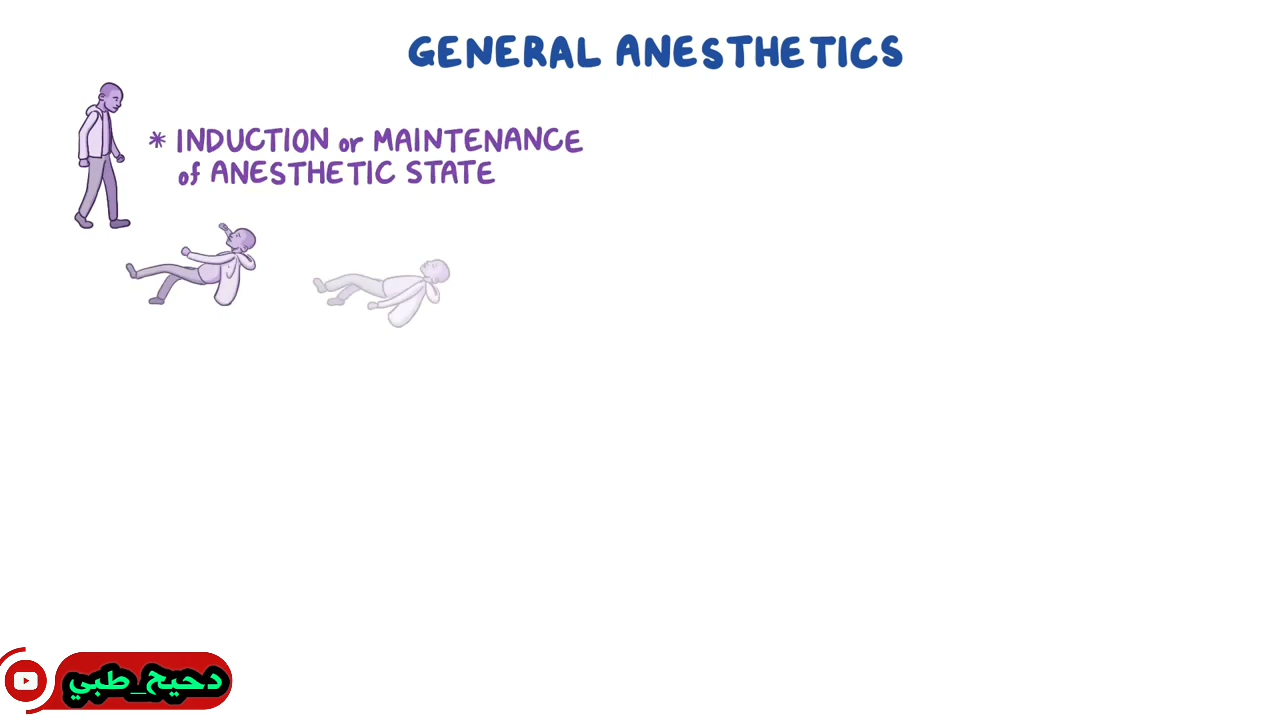 GENERAL ANESTHETICS
* INDUCTION or MAINTENANCE
of ANESTHETIC STATE
دحيح_طبي